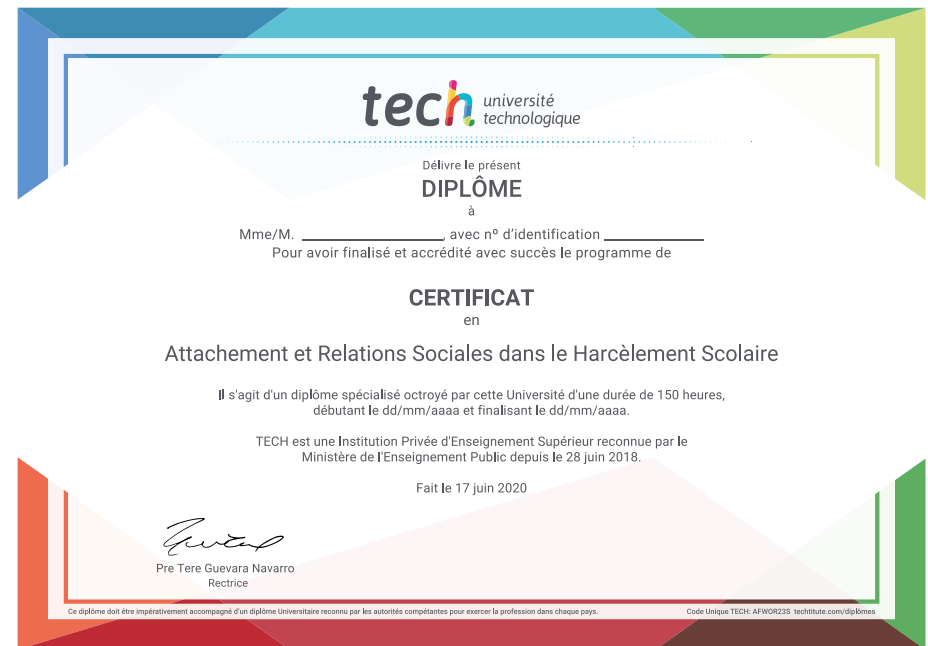 tech université
technologique
Délivre le présent
DIPLÔME
à
Mme/M. ____________________, avec nº d'identification ______________
Pour avoir finalisé et accrédité avec succès le programme de
CERTIFICAT
en
Attachement et Relations Sociales dans le Harcèlement Scolaire
Il s'agit d'un diplôme spécialisé octroyé par cette Université d'une durée de 150 heures,
débutant le dd/mm/aaaa et finalisant le dd/mm/aaaa.
TECH est une Institution Privée d'Enseignement Supérieur reconnue par le
Ministère de l'Enseignement Public depuis le 28 juin 2018.
Fait le 17 juin 2020
Pre Tere Guevara Navarro
Rectrice
Ce diplôme doit être impérativement accompagné d'un diplôme Universitaire reconnu par les autorités compétantes pour exercer la profession dans chaque pays.
Code Unique TECH: AFWOR23S techtitute.com/diplômes